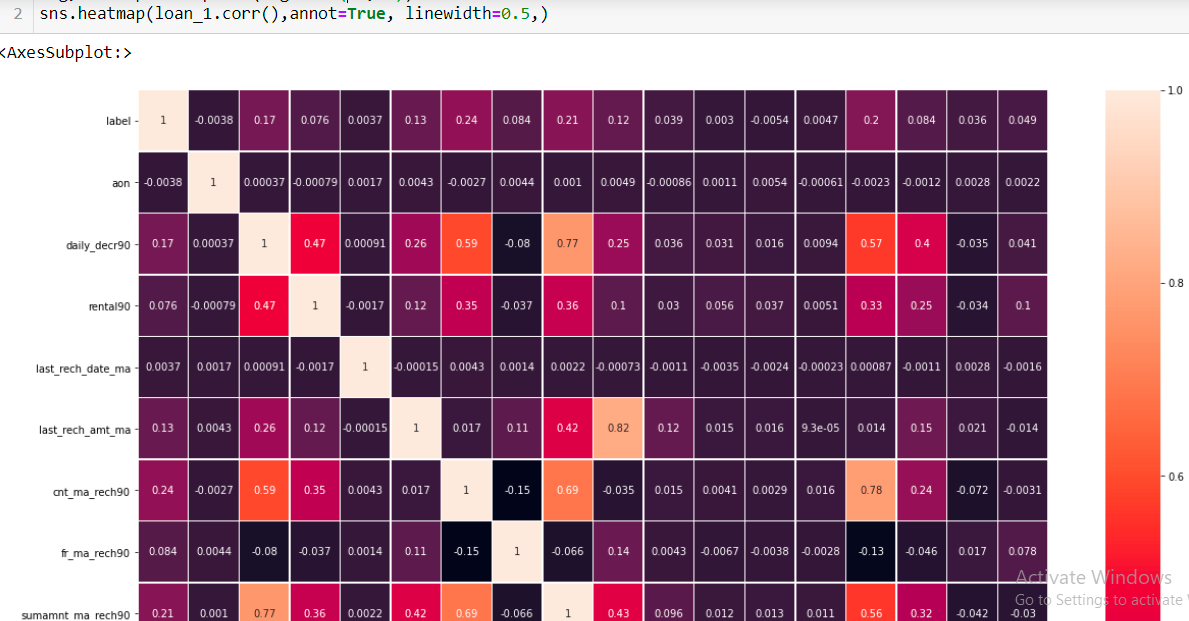 2 sns.heatmap(loan_1.corr(),annot=True, linewidth=0.5,)
<AxesSubplot:>
label 1 -0.0038 0.17 0.076 0.0037 0.13 0.24 0.084 0.21 0.12 0.039 0.003 -0.0054 0.0047 0.2 0.084 0.036 0.049
1.0
aon -0.0038 1 0.00037 -0.00079 0.0017 0.0043 -0.0027 0.0044 0.001 0.0049 -0.00086 0.0011 0.0054 -0.00061 -0.0023 -0.0012 0.0028 0.0022
daily_decr90 0.17 0.00037 1 0.47 0.00091 0.26 0.59 -0.08 0.77 0.25 0.036 0.031 0.016 0.0094 0.57 0.4 -0.035 0.041
0.8
rental90 0.076 -0.00079 0.47 1 -0.0017 0.12 0.35 -0.037 0.36 0.1 0.03 0.056 0.037 0.0051 0.33 0.25 -0.034 0.1
last_rech_date_ma 0.0037 0.0017 0.00091 -0.0017 1 -0.00015 0.0043 0.0014 0.0022 -0.00073 -0.0011 -0.0035 -0.0024 -0.00023 0.00087 -0.0011 0.0028 -0.0016
last_rech_amt_ma 0.13 0.0043 0.26 0.12 -0.00015 1 0.017 0.11 0.42 0.82 0.12 0.015 0.016 9.3e-05 0.014 0.15 0.021 -0.014
0.6
cnt_ma_rech90 0.24 -0.0027 0.59 0.35 0.0043 0.017 1 -0.15 0.69 -0.035 0.015 0.0041 0.0029 0.016 0.78 0.24 -0.072 -0.0031
fr_ma_rech90 0.084 0.0044 -0.08 -0.037 0.0014 0.11 -0.15 1 -0.066 0.14 0.0043 -0.0067 -0.0038 -0.0028 -0.13 -0.046 0.017 0.078
Activate Windows
Go to Settings to activate
sumamnt_ma_rech90 0.21 0.001 0.77 0.36 0.0022 0.42 0.69 -0.066 1 0.43 0.096 0.012 0.013 0.011 0.56 0.32 -0.042 -0.03